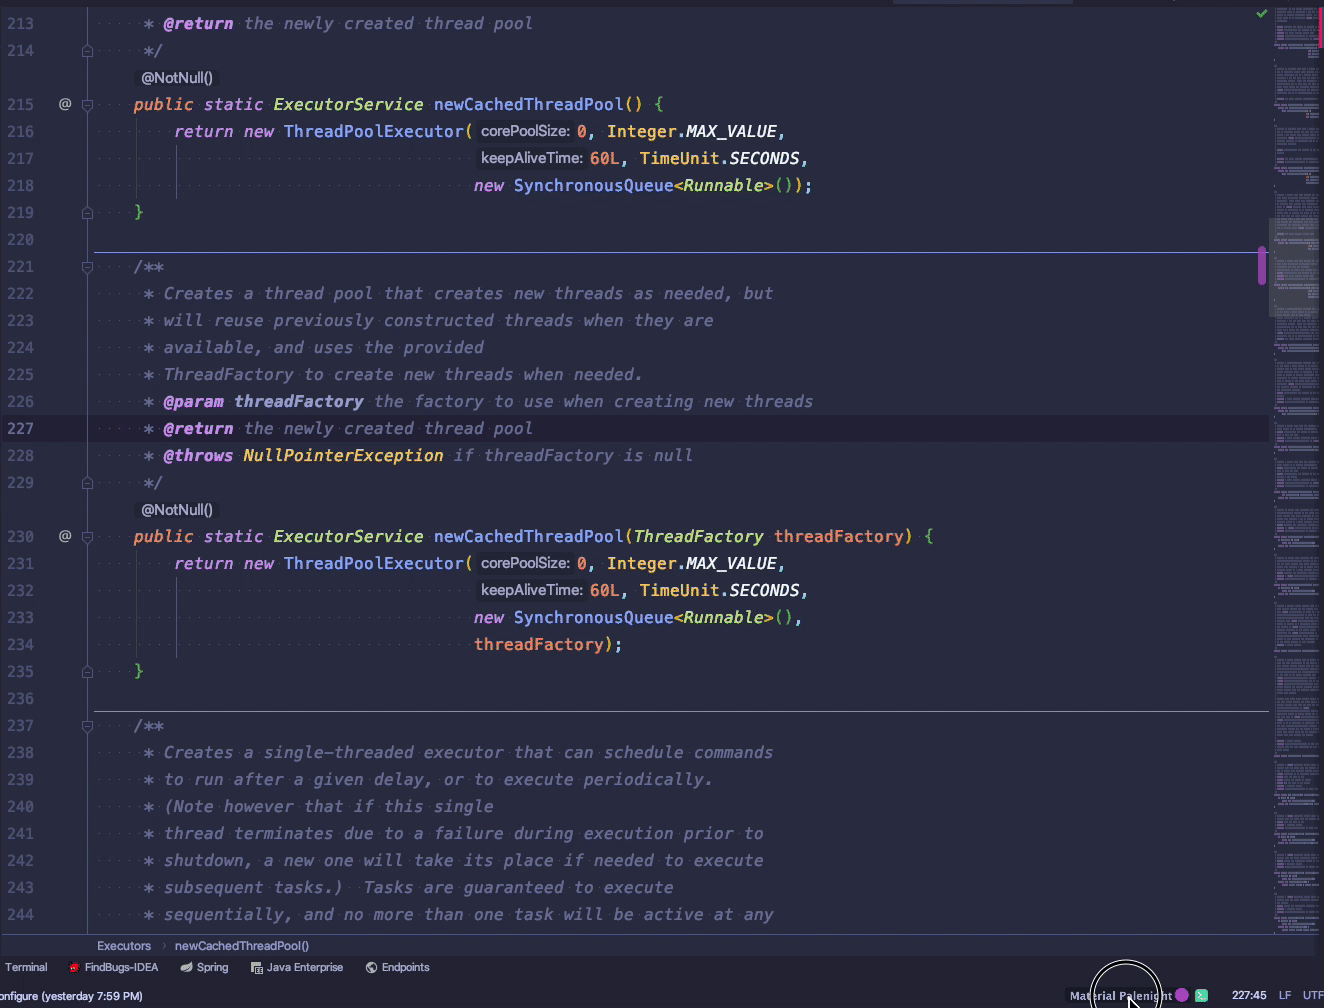 213 * @return the newly created thread pool
214 */
@NotNull()
215 @ public static ExecutorService newCachedThreadPool() {
216 return new ThreadPoolExecutor( corePoolSize: 0, Integer.MAX_VALUE,
217 keepAliveTime: 60L, TimeUnit.SECONDS,
218 new SynchronousQueue<Runnable>());
219 }
220
221 /**
222 * Creates a thread pool that creates new threads as needed, but
223 * will reuse previously constructed threads when they are
224 * available, and uses the provided
225 * ThreadFactory to create new threads when needed.
226 * @param threadFactory the factory to use when creating new threads
227 * @return the newly created thread pool
228 * @throws NullPointerException if threadFactory is null
229 */
@NotNull()
230 @ public static ExecutorService newCachedThreadPool(ThreadFactory threadFactory) {
231 return new ThreadPoolExecutor( corePoolSize: 0, Integer.MAX_VALUE,
232 keepAliveTime: 60L, TimeUnit.SECONDS,
233 new SynchronousQueue<Runnable>(),
234 threadFactory);
235 }
236
237 /**
238 * Creates a single-threaded executor that can schedule commands
239 * to run after a given delay, or to execute periodically.
240 * (Note however that if this single
241 * thread terminates due to a failure during execution prior to
242 * shutdown, a new one will take its place if needed to execute
243 * subsequent tasks.) Tasks are guaranteed to execute
244 * sequentially, and no more than one task will be active at any
Executors › newCachedThreadPool()
Terminal FindBugs-IDEA Spring Java Enterprise Endpoints
onfigure (yesterday 7:59 PM) Material Palenight 227:45 LF UTF